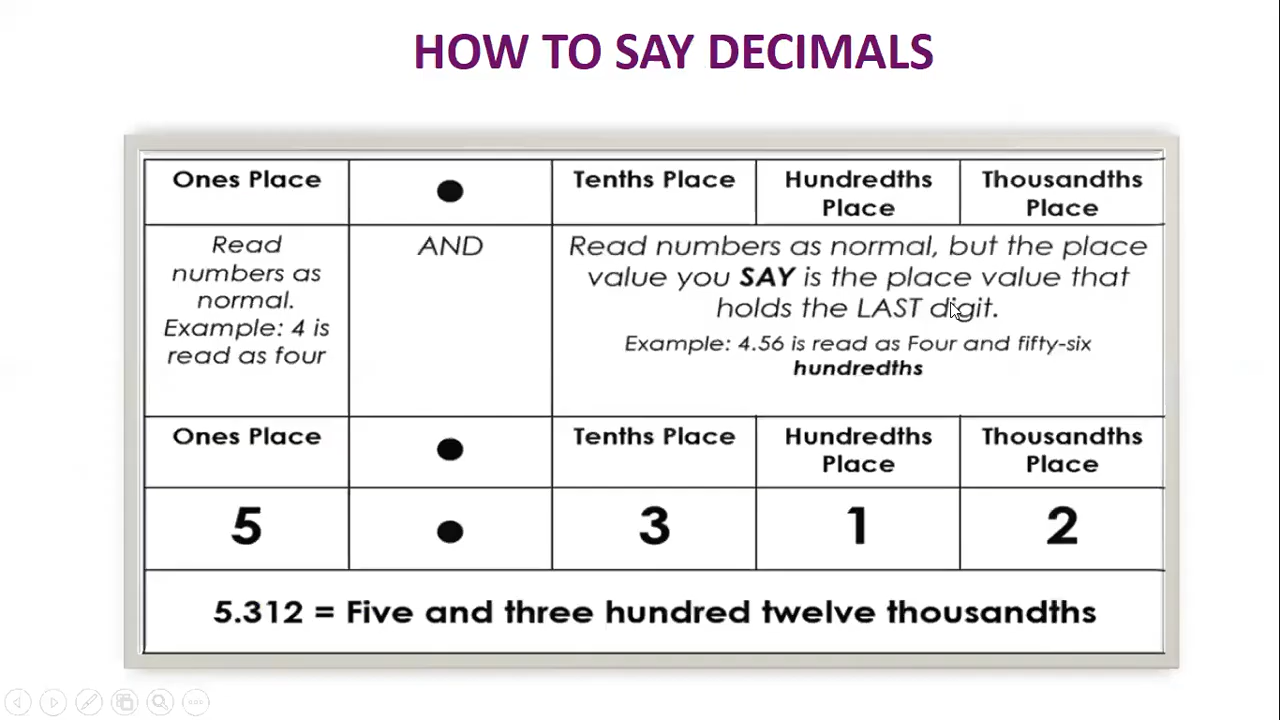 HOW TO SAY DECIMALS
Ones Place
●
Tenths Place
Hundredths
Place
Thousandths
Place
Read
numbers as
normal.
Example: 4 is
read as four
AND
Read numbers as normal, but the place
value you SAY is the place value that
holds the LAST digit.
Example: 4.56 is read as Four and fifty-six
hundredths
Ones Place
●
Tenths Place
Hundredths
Place
Thousandths
Place
5
●
3
1
2
5.312 = Five and three hundred twelve thousandths